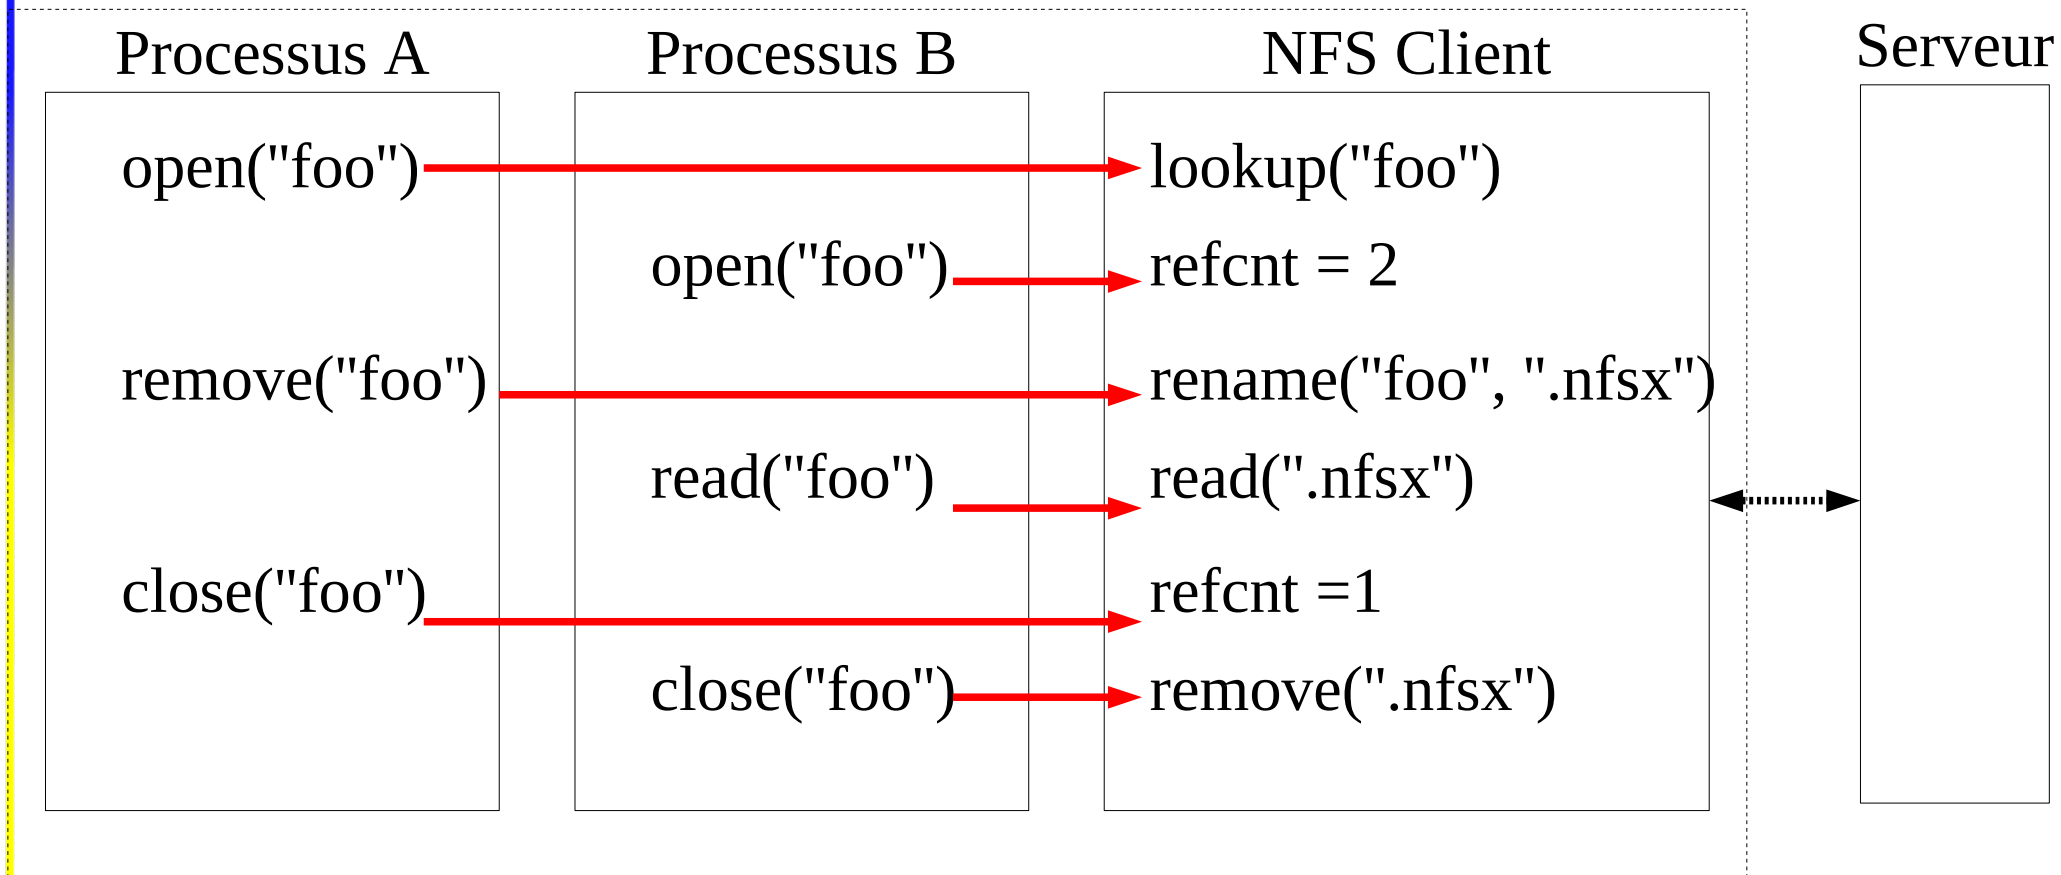 Processus A
Processus B
NFS Client
Serveur
open("foo")
lookup("foo")
open("foo")
refcnt = 2
remove("foo")
rename("foo", ".nfsx")
read("foo")
read(".nfsx")
close("foo")
refcnt =1
close("foo")
remove(".nfsx")